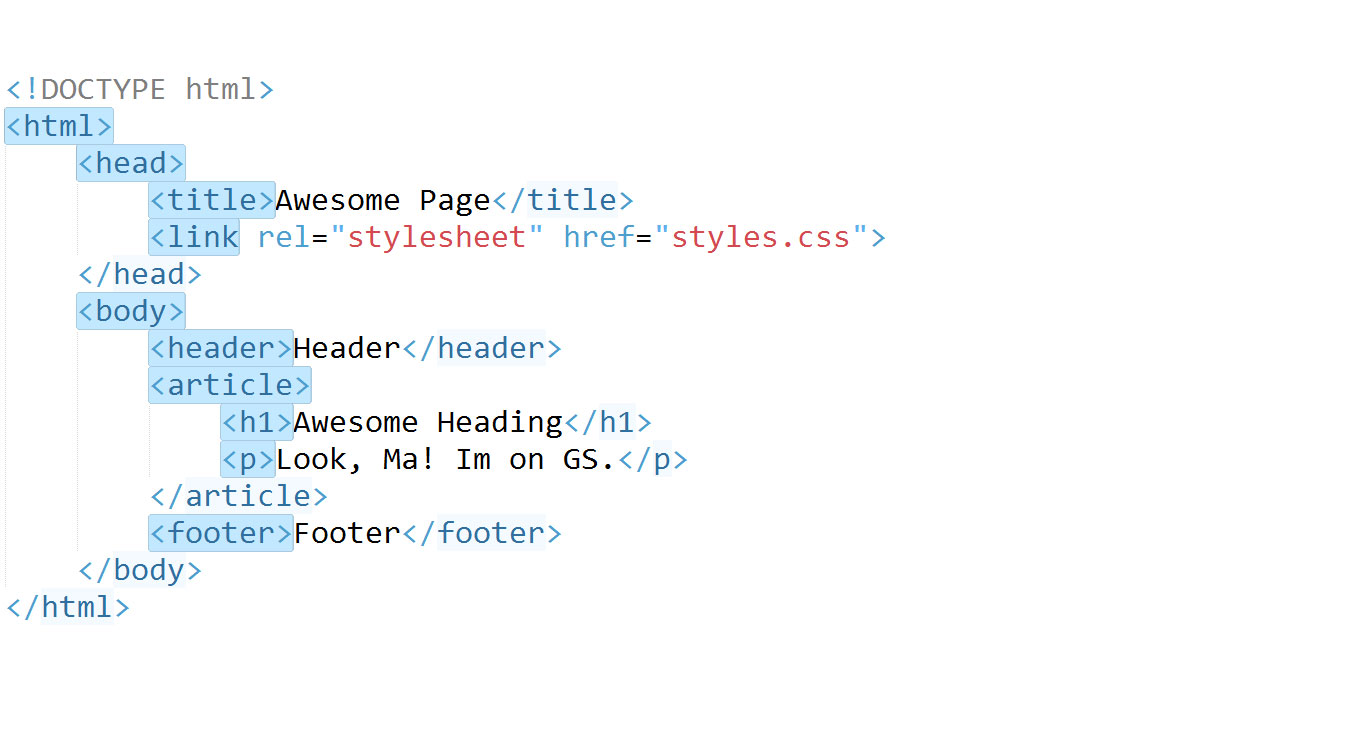 <!DOCTYPE html>
<html>
    <head>
        <title>Awesome Page</title>
        <link rel="stylesheet" href="styles.css">
    </head>
    <body>
        <header>Header</header>
        <article>
            <h1>Awesome Heading</h1>
            <p>Look, Ma! Im on GS.</p>
        </article>
        <footer>Footer</footer>
    </body>
</html>